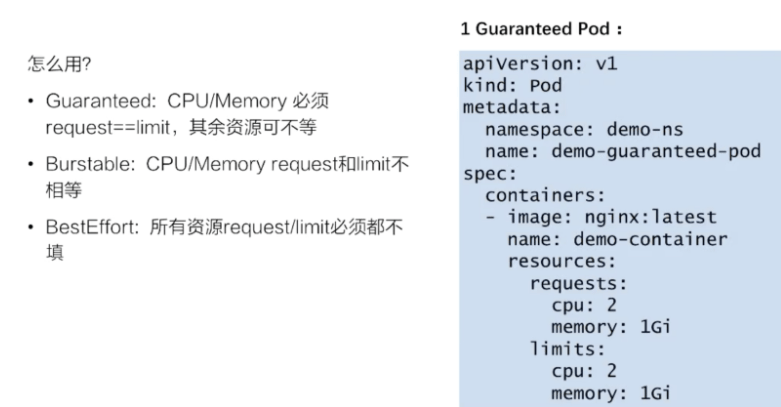 怎么用?
• Guaranteed: CPU/Memory 必须
request==limit，其余资源可不等
• Burstable: CPU/Memory request和limit不
相等
• BestEffort: 所有资源request/limit必须都不
填
1 Guaranteed Pod：
apiVersion: v1
kind: Pod
metadata:
  namespace: demo-ns
  name: demo-guaranteed-pod
spec:
  containers:
  - image: nginx:latest
    name: demo-container
    resources:
      requests:
        cpu: 2
        memory: 1Gi
      limits:
        cpu: 2
        memory: 1Gi